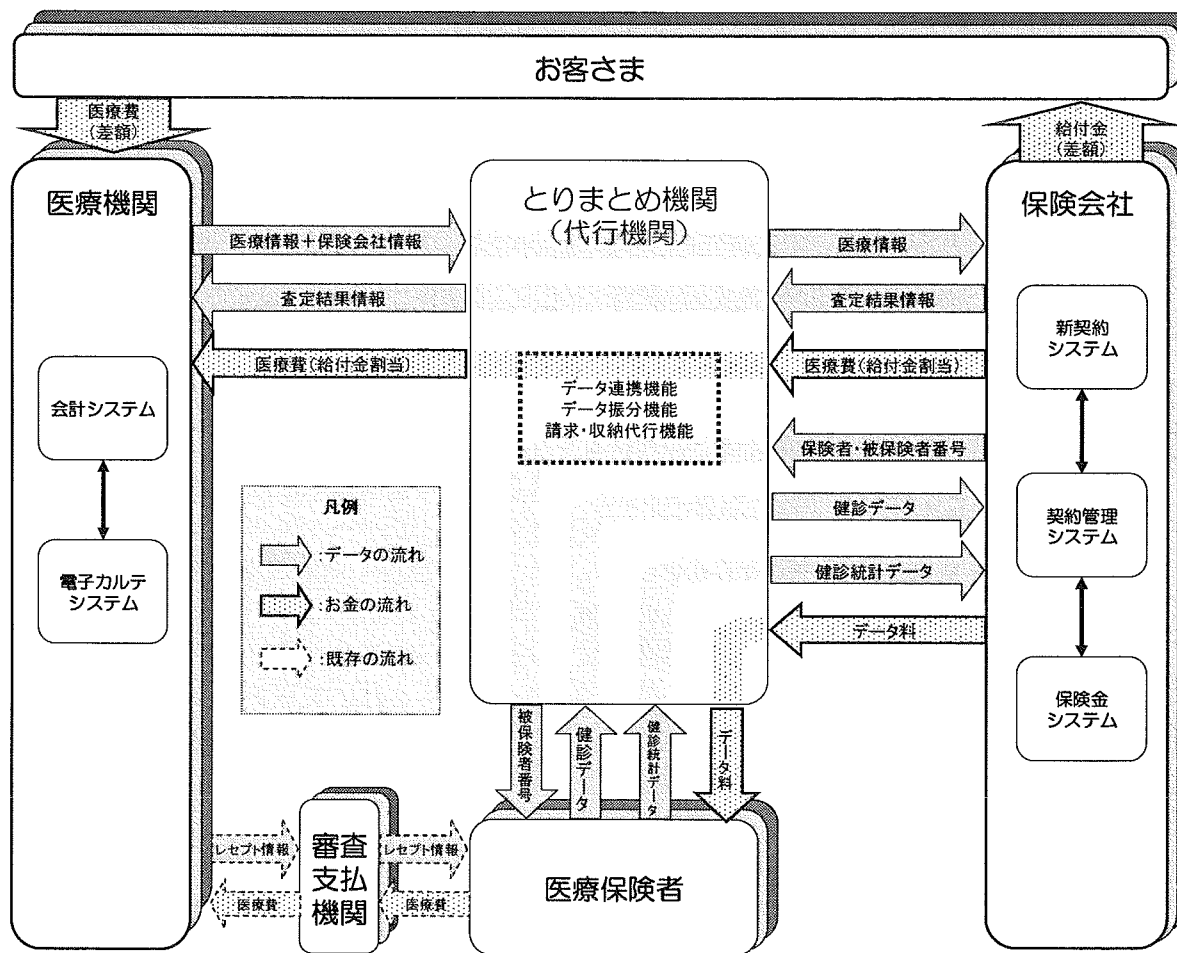 お客さま
医療費
(差額)
給付金
(差額)
医療機関
とりまとめ機関
(代行機関)
保険会社
医療情報＋保険会社情報
医療情報
査定結果情報
査定結果情報
新契約
システム
医療費(給付金割当)
医療費(給付金割当)
データ連携機能
データ振分機能
請求・収納代行機能
会計システム
保険者・被保険者番号
凡例
健診データ
契約管理
システム
:データの流れ
健診統計データ
電子カルテ
システム
:お金の流れ
データ料
:既存の流れ
保険金
システム
被保険者番号
健診データ
健診統計データ
データ料
レセプト情報
審査
支払
機関
レセプト情報
医療費
医療費
医療保険者